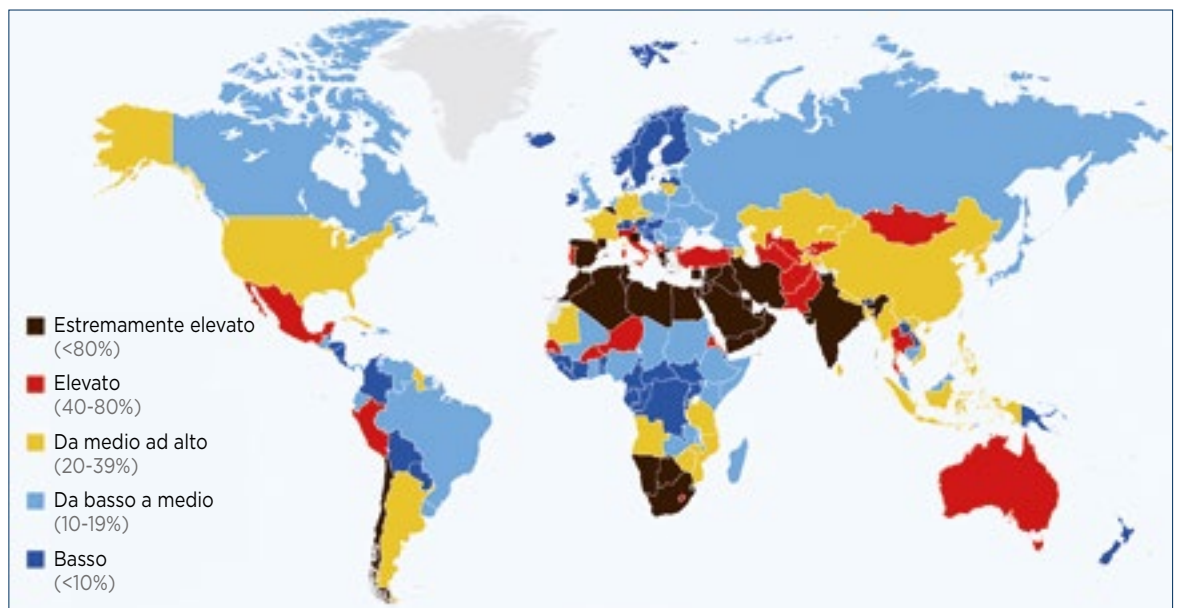 Estremamente elevato
(<80%)
Elevato
(40-80%)
Da medio ad alto
(20-39%)
Da basso a medio
(10-19%)
Basso
(<10%)